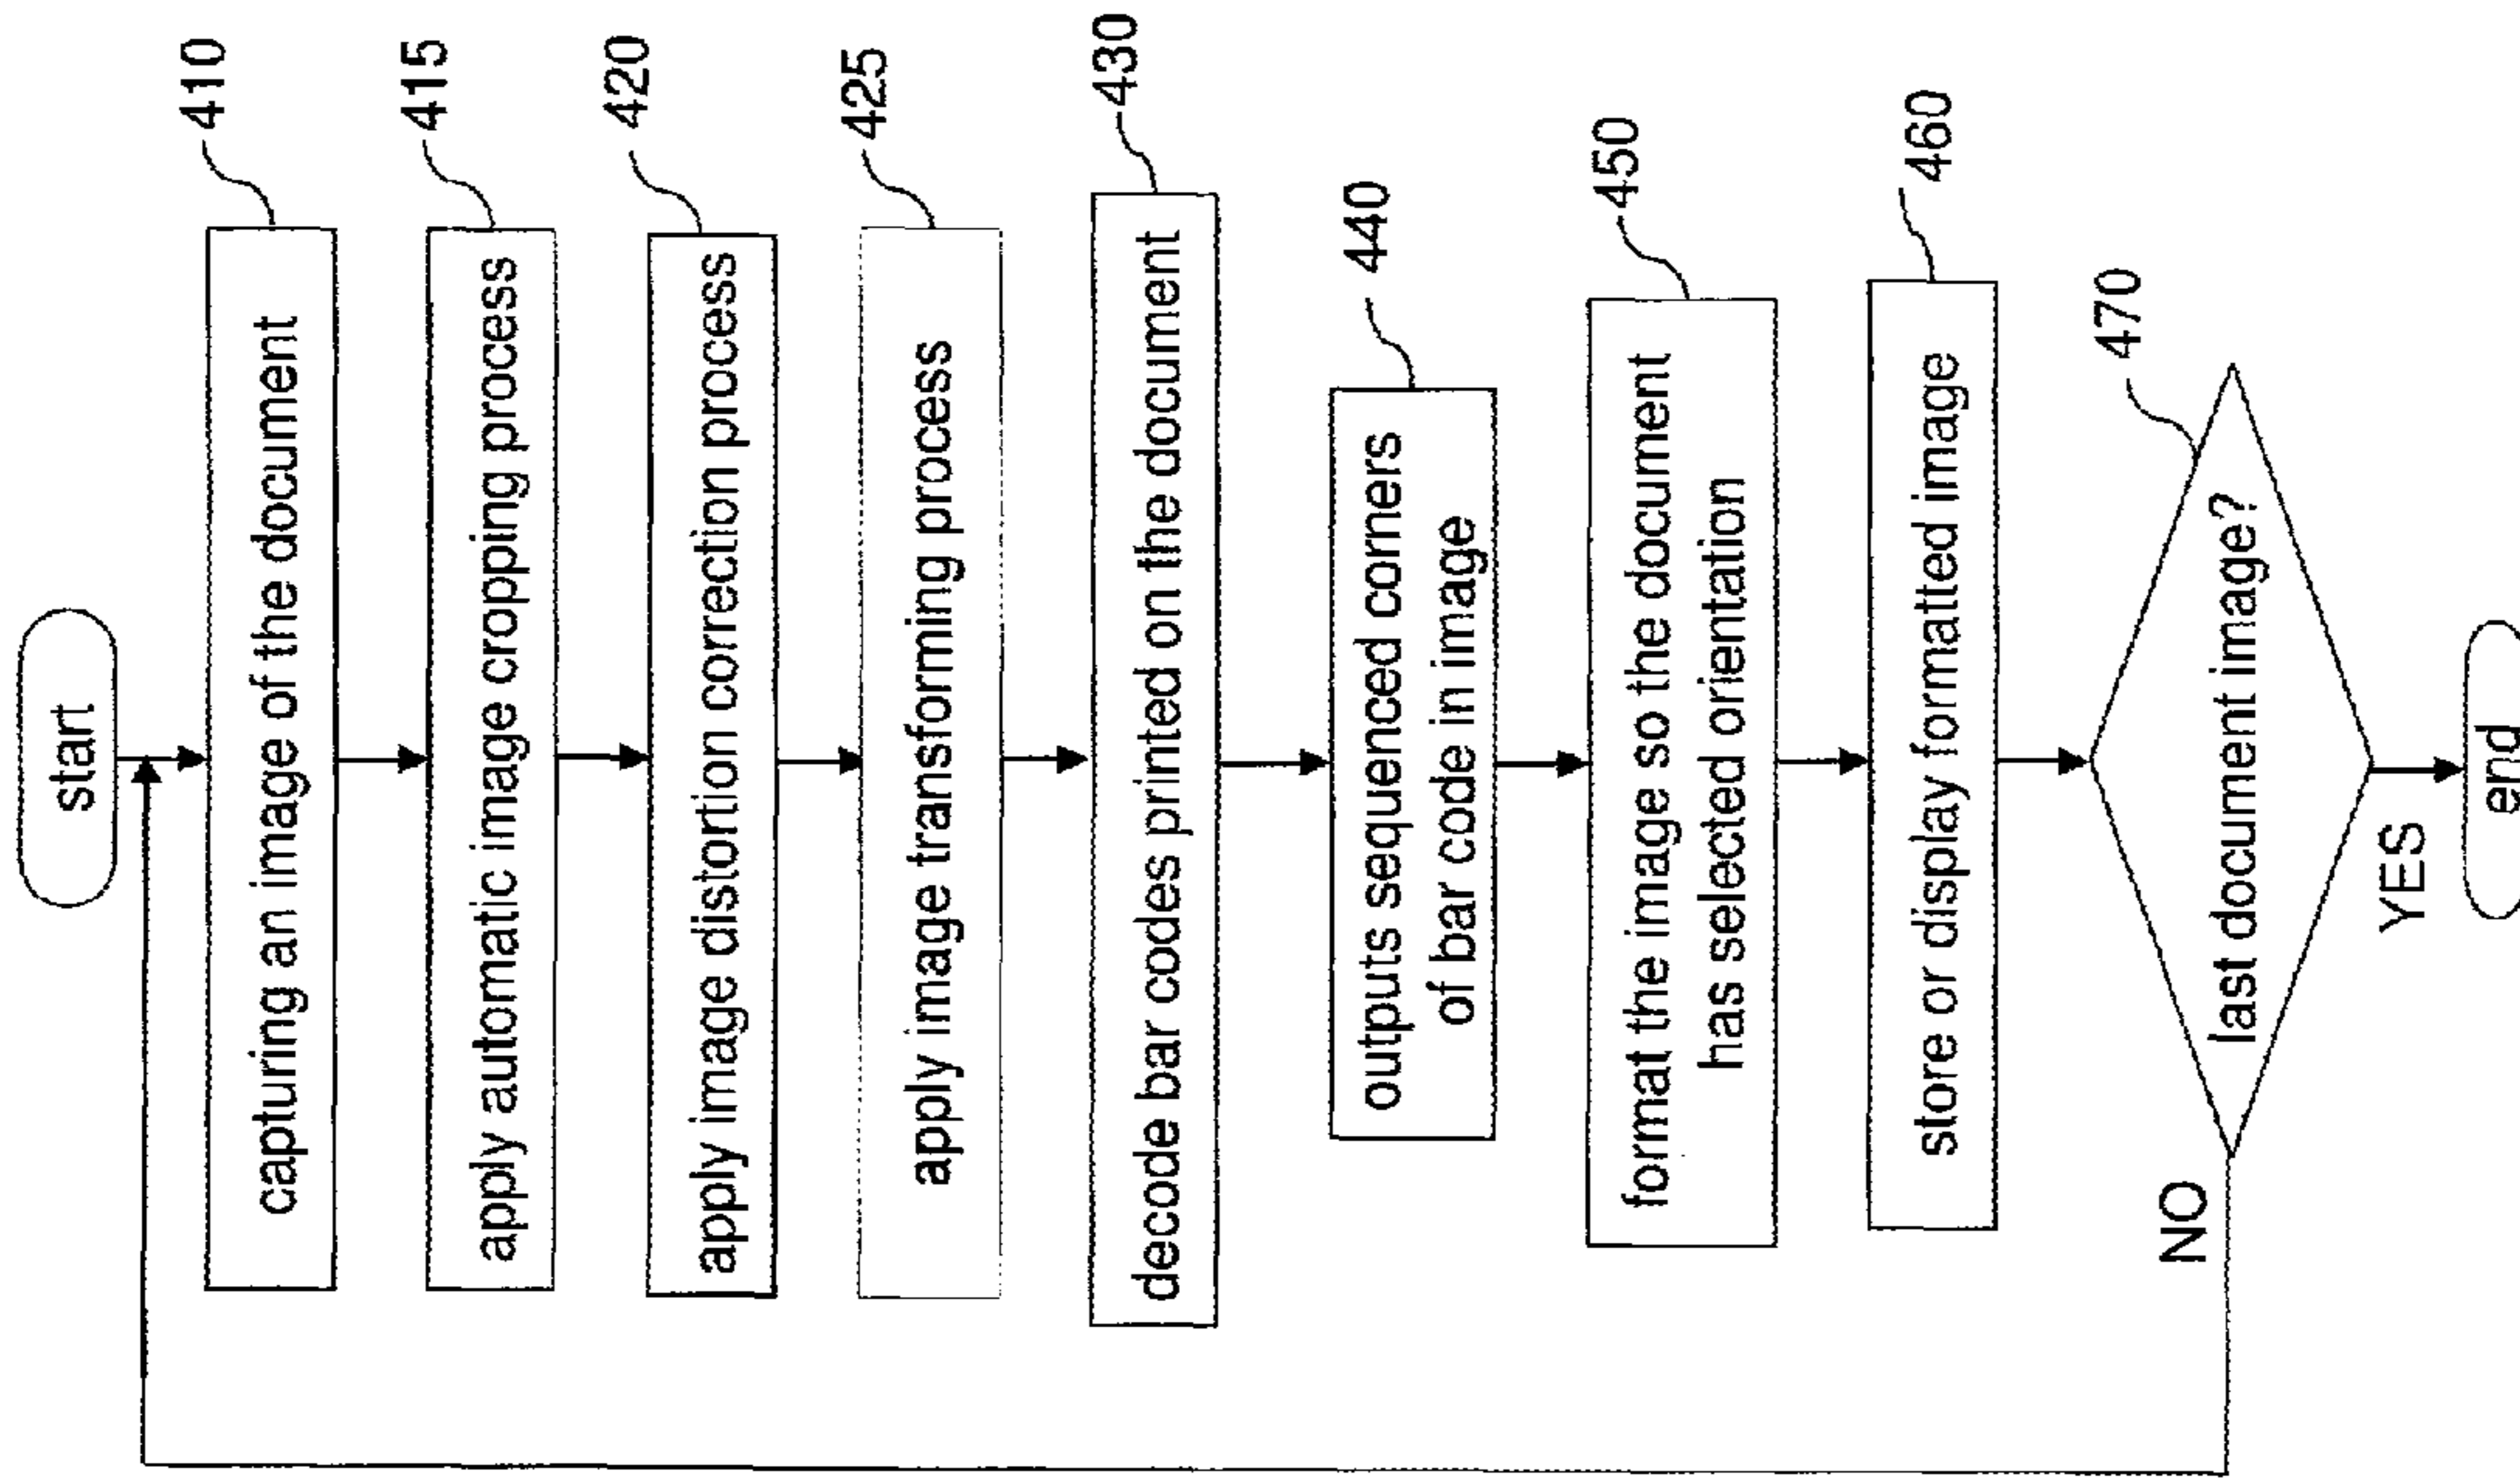 start
410
capturing an image of the document
415
apply automatic image cropping process
420
apply image distortion correction process
425
apply image transforming process
430
decode bar codes printed on the document
440
outputs sequenced corners
of bar code in image
450
format the image so the document
has selected orientation
460
store or display formatted image
470
last document image?
NO
YES
end